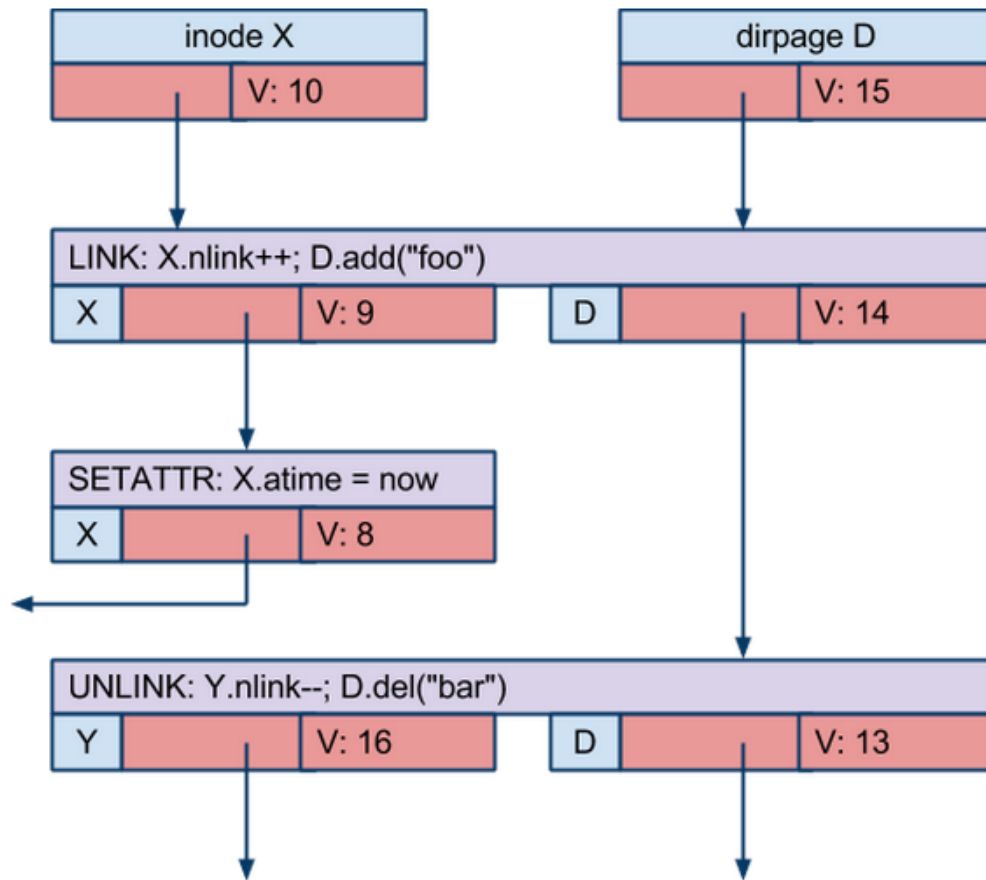 inode X
dirpage D
V: 10
V: 15
LINK: X.nlink++; D.add("foo")
X
V: 9
D
V: 14
SETATTR: X.atime = now
X
V: 8
UNLINK: Y.nlink--; D.del("bar")
Y
V: 16
D
V: 13